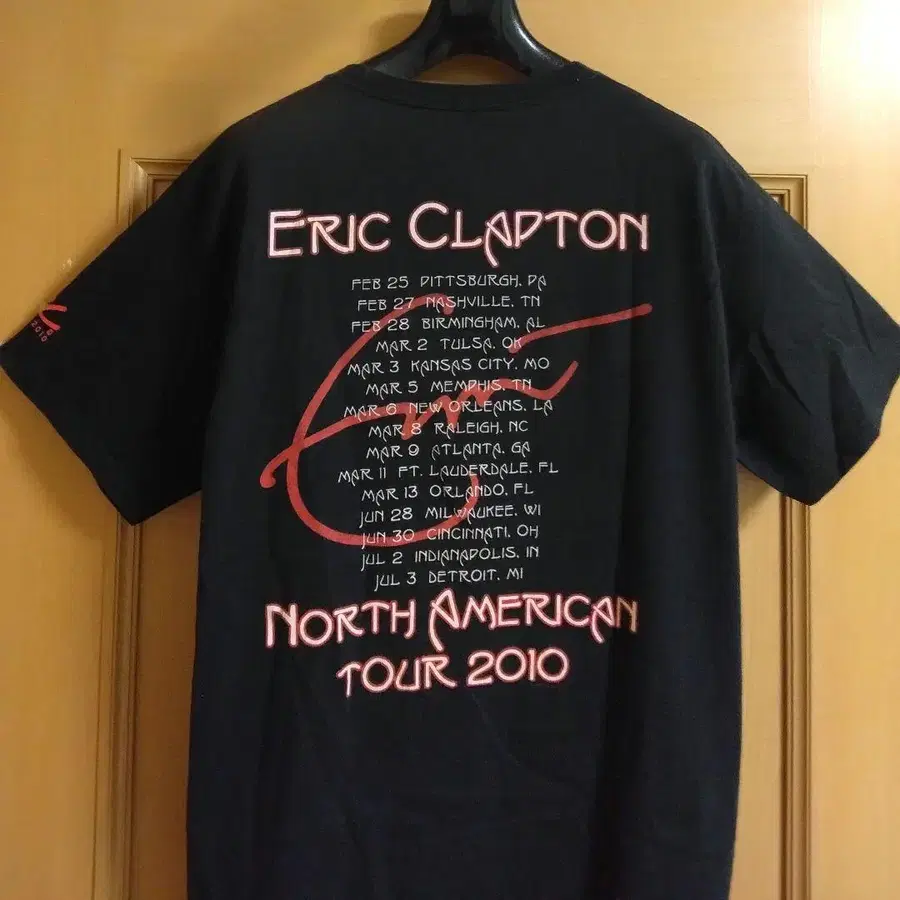 ERIC CLAPTON
FEB 25 PITTSBURGH, PA
FEB 27 NASHVILLE, TN
FEB 28 BIRMINGHAM, AL
MAR 2 TULSA, OK
MAR 3 KANSAS CITY, MO
MAR 5 MEMPHIS, TN
MAR 6 NEW ORLEANS, LA
MAR 8 RALEIGH, NC
MAR 9 ATLANTA, GA
MAR 11 FT. LAUDERDALE, FL
MAR 13 ORLANDO, FL
JUN 28 MILWAUKEE, WI
JUN 30 CINCINNATI, OH
JUL 2 INDIANAPOLIS, IN
JUL 3 DETROIT, MI
NORTH AMERICAN
TOUR 2010
2010